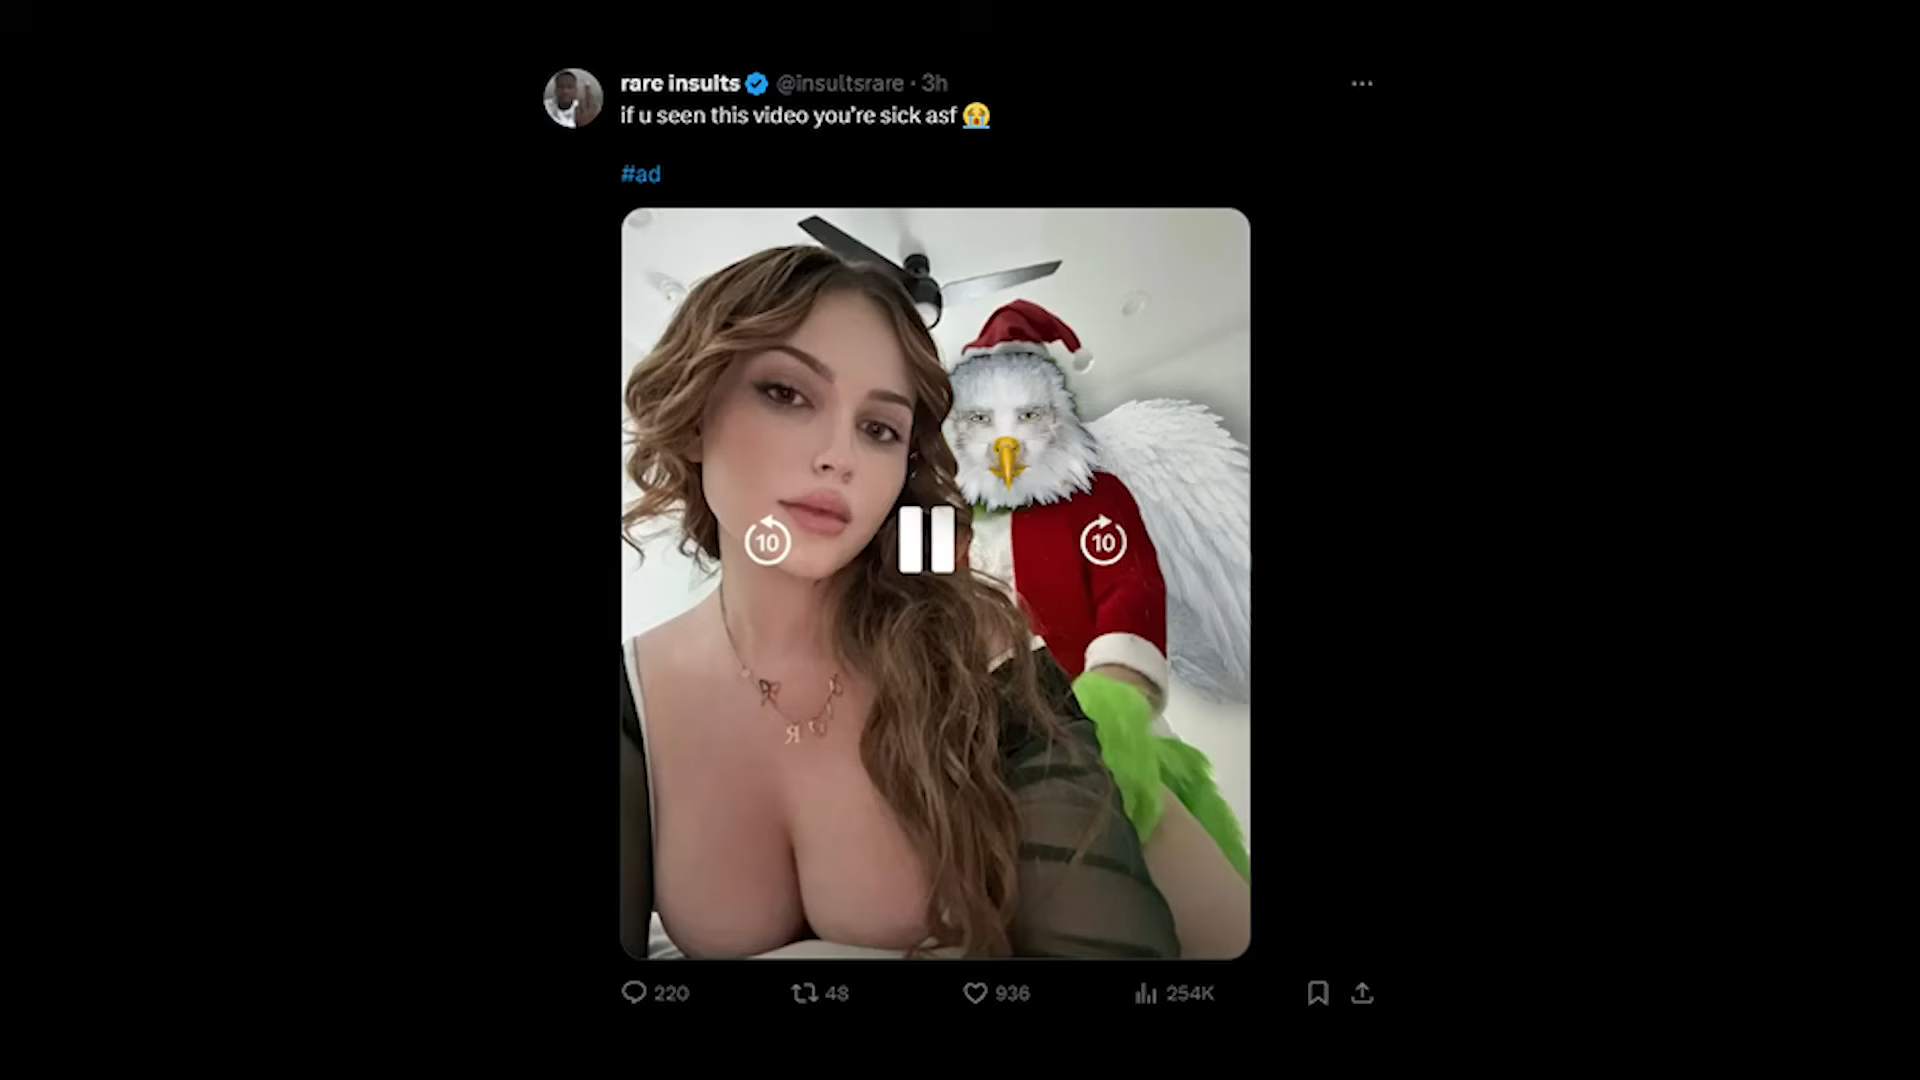 rare insults @insultsrare · 3h
if u seen this video you're sick asf 😭
#ad
10 10
R
220 48 936 254K